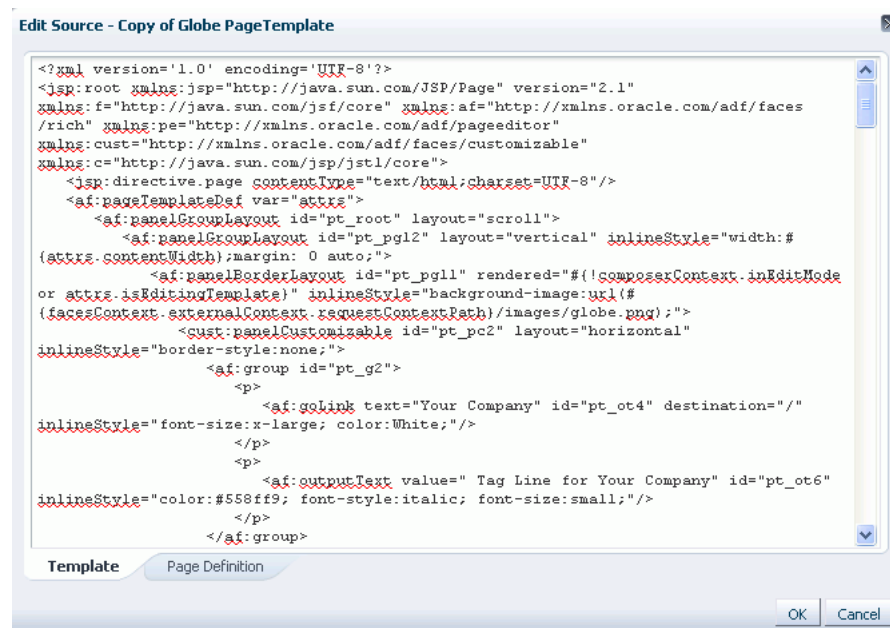 Edit Source - Copy of Globe PageTemplate
<?xml version='1.0' encoding='UTF-8'?>
<jsp:root xmlns:jsp="http://java.sun.com/JSP/Page" version="2.1"
xmlns:f="http://java.sun.com/jsf/core" xmlns:af="http://xmlns.oracle.com/adf/faces
/rich" xmlns:pe="http://xmlns.oracle.com/adf/pageeditor"
xmlns:cust="http://xmlns.oracle.com/adf/faces/customizable"
xmlns:c="http://java.sun.com/jsp/jstl/core">
<jsp:directive.page contentType="text/html;charset=UTF-8"/>
<af:pageTemplateDef var="attrs">
<af:panelGroupLayout id="pt_root" layout="scroll">
<af:panelGroupLayout id="pt_pgl2" layout="vertical" inlineStyle="width:#
{attrs.contentWidth};margin: 0 auto;">
<af:panelBorderLayout id="pt_pgl1" rendered="#{!composerContext.inEditMode
or attrs.isEditingTemplate}" inlineStyle="background-image:url(#
{facesContext.externalContext.requestContextPath}/images/globe.png);">
<cust:panelCustomizable id="pt_pc2" layout="horizontal"
inlineStyle="border-style:none;">
<af:group id="pt_g2">
<p>
<af:goLink text="Your Company" id="pt_ot4" destination="/"
inlineStyle="font-size:x-large; color:White;"/>
</p>
<p>
<af:outputText value=" Tag Line for Your Company" id="pt_ot6"
inlineStyle="color:#558ff9; font-style:italic; font-size:small;"/>
</p>
</af:group>
Template Page Definition
OK Cancel